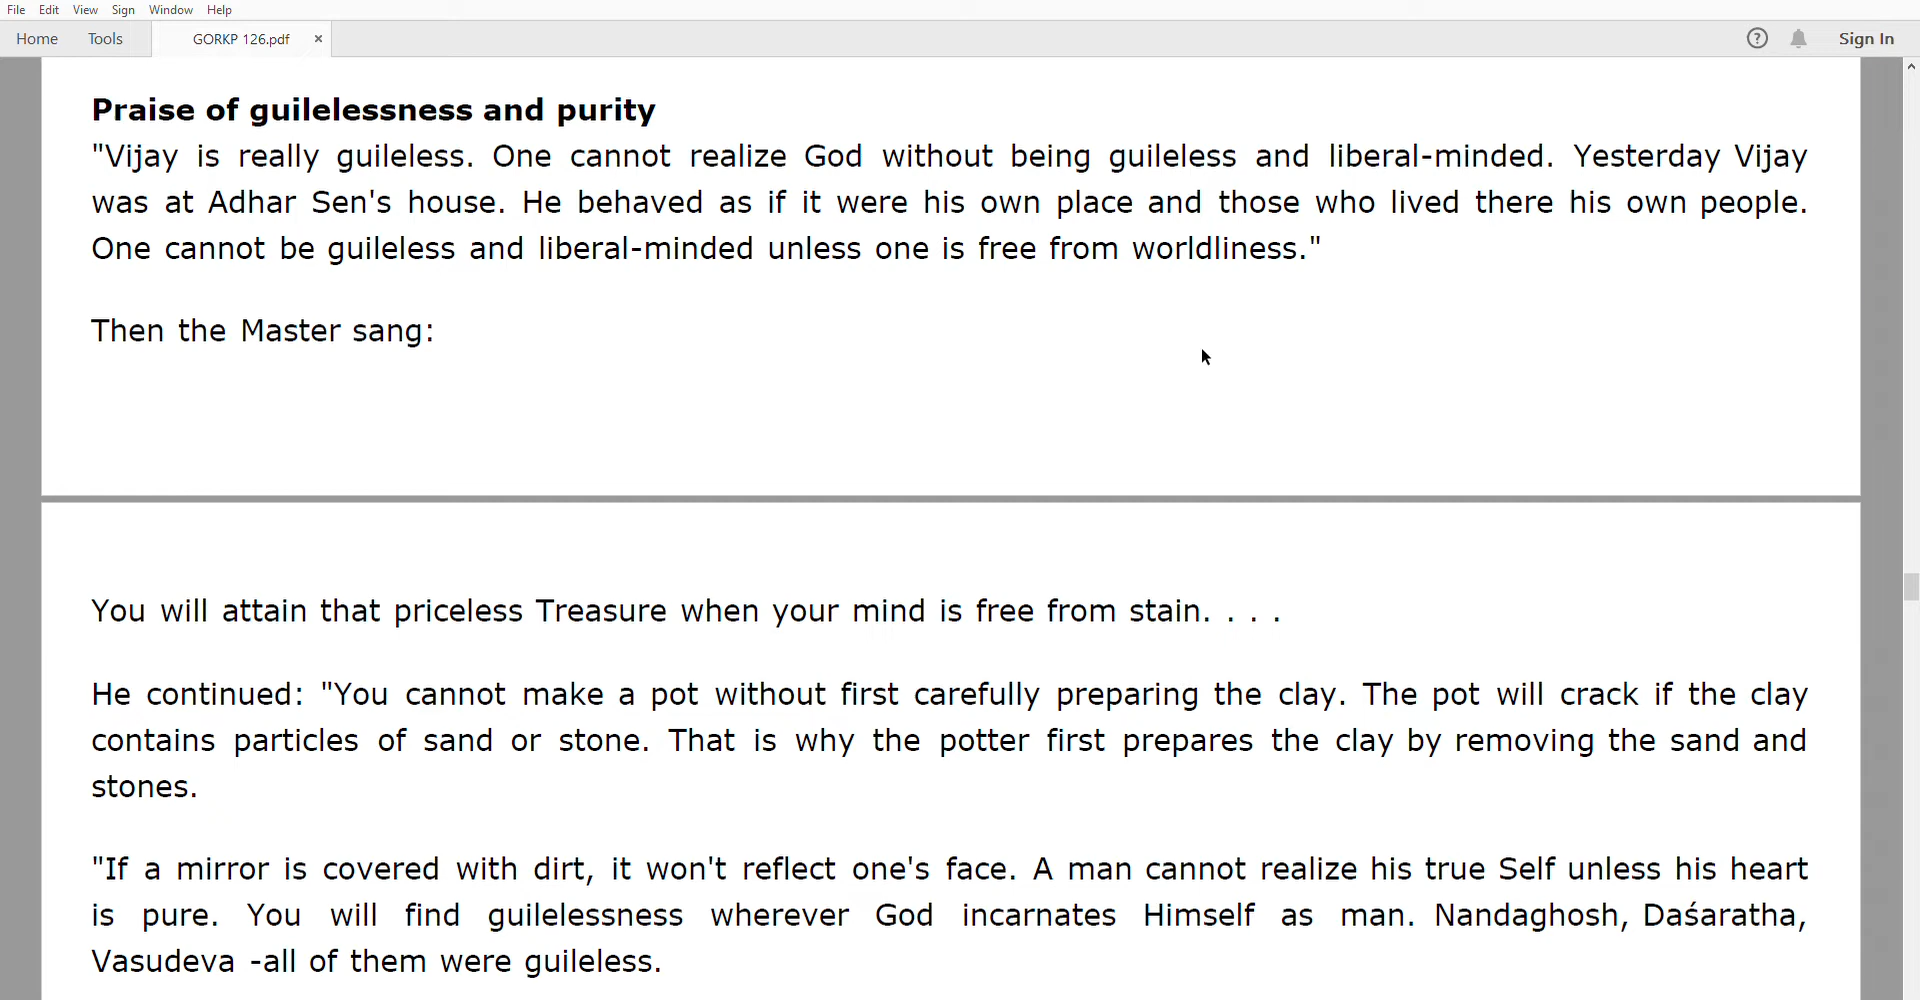 File Edit View Sign Window Help
Home Tools GORKP 126.pdf × ? Sign In
Praise of guilelessness and purity
"Vijay is really guileless. One cannot realize God without being guileless and liberal-minded. Yesterday Vijay
was at Adhar Sen's house. He behaved as if it were his own place and those who lived there his own people.
One cannot be guileless and liberal-minded unless one is free from worldliness."
Then the Master sang:
You will attain that priceless Treasure when your mind is free from stain. . . .
He continued: "You cannot make a pot without first carefully preparing the clay. The pot will crack if the clay
contains particles of sand or stone. That is why the potter first prepares the clay by removing the sand and
stones.
"If a mirror is covered with dirt, it won't reflect one's face. A man cannot realize his true Self unless his heart
is pure. You will find guilelessness wherever God incarnates Himself as man. Nandaghosh, Daśaratha,
Vasudeva -all of them were guileless.